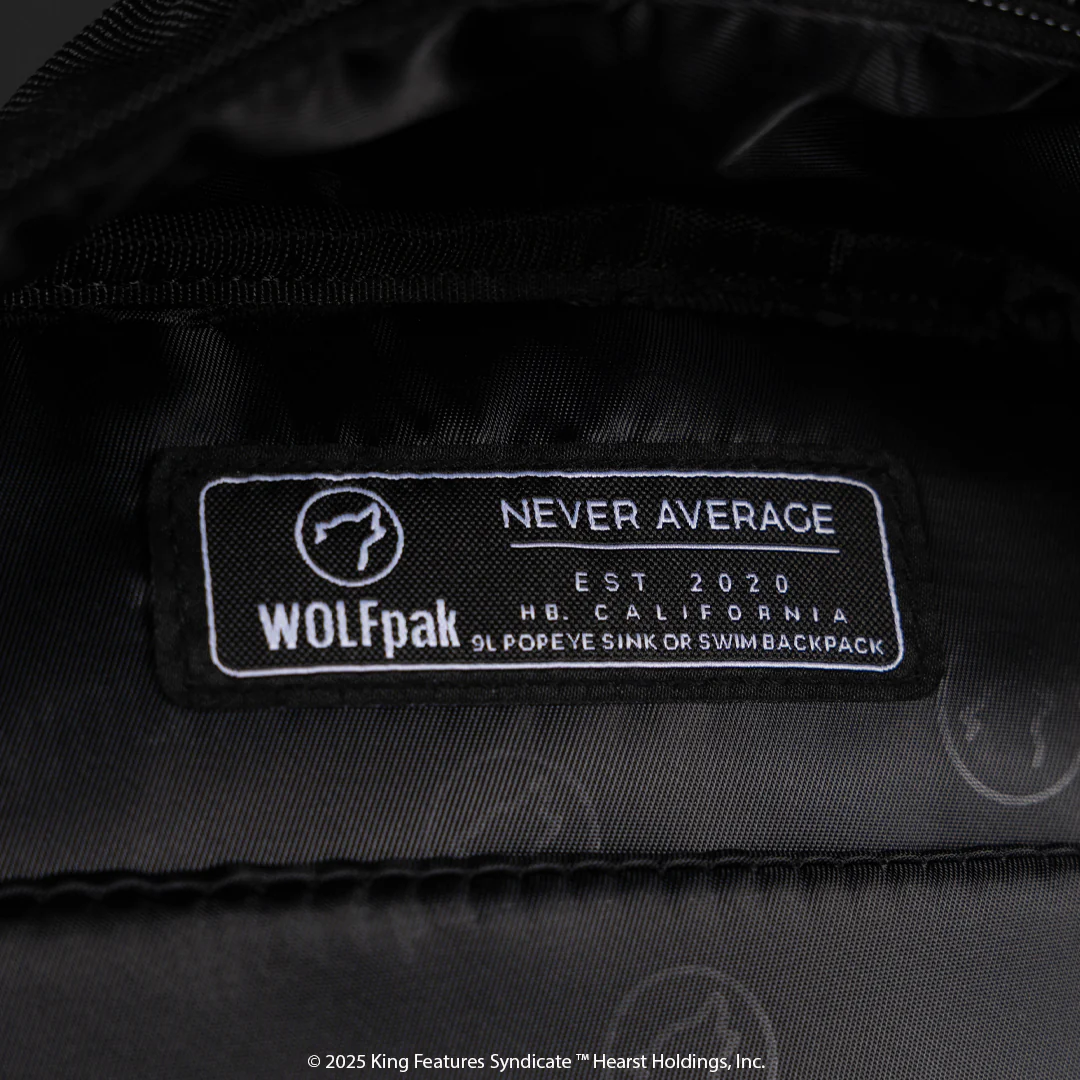 NEVER AVERAGE
EST 2020
HB. CALIFORNIA
WOLFpak
9L POPEYE SINK OR SWIM BACKPACK
© 2025 King Features Syndicate ™ Hearst Holdings, Inc.